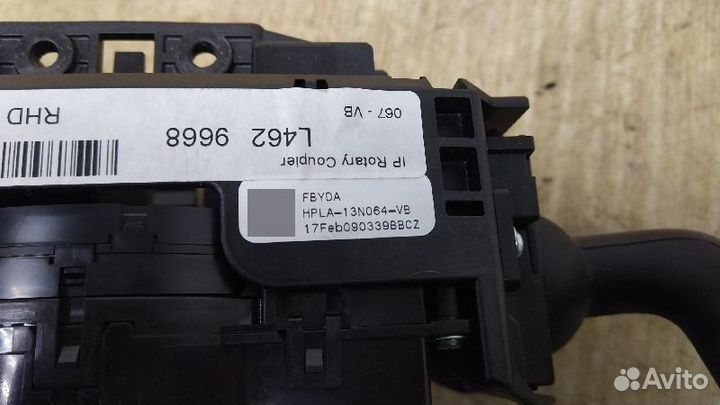 IP Rotary Coupler
L462 9668
067 - VB
RHD
FBYDA
HPLA-13N064-VB
17Feb090339BBCZ
Avito